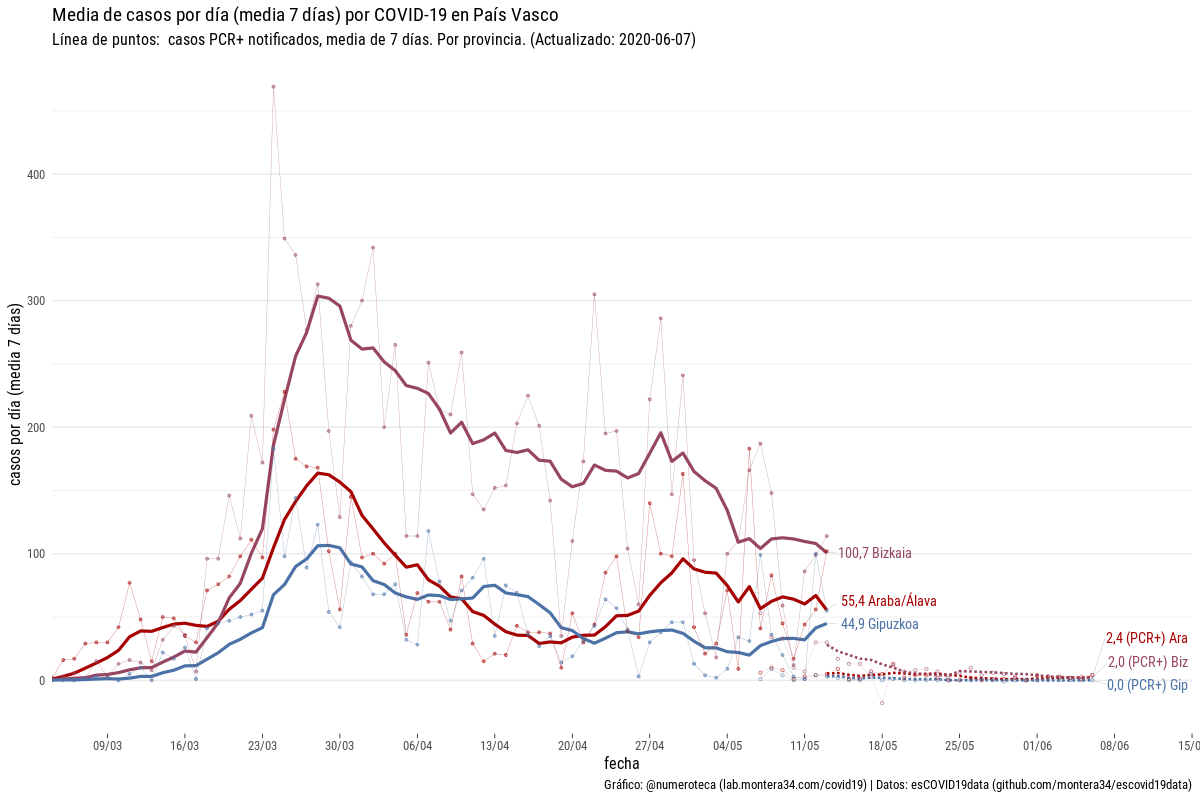 Media de casos por día (media 7 días) por COVID-19 en País Vasco
Línea de puntos:  casos PCR+ notificados, media de 7 días. Por provincia. (Actualizado: 2020-06-07)
casos por día (media 7 días)
400
300
200
100
0
100,7 Bizkaia
55,4 Araba/Álava
44,9 Gipuzkoa
2,4 (PCR+) Ara
2,0 (PCR+) Biz
0,0 (PCR+) Gip
09/03 16/03 23/03 30/03 06/04 13/04 20/04 27/04 04/05 11/05 18/05 25/05 01/06 08/06 15/0
fecha
Gráfico: @numeroteca (lab.montera34.com/covid19) | Datos: esCOVID19data (github.com/montera34/escovid19data)